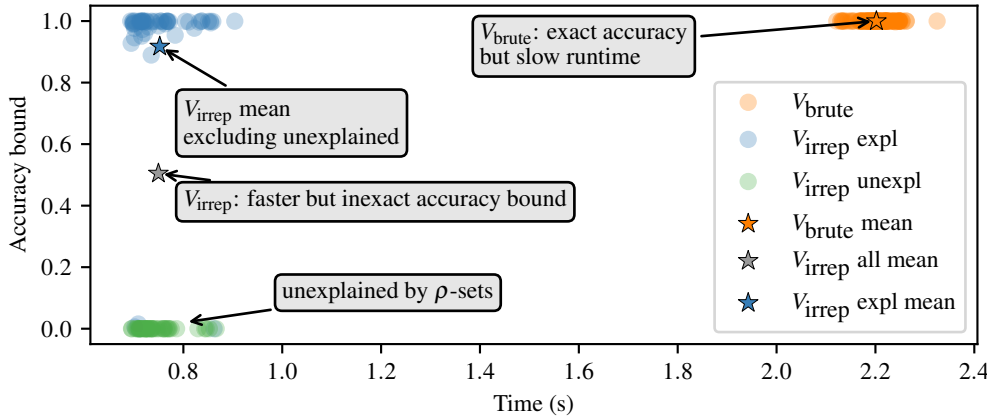 1.0
0.8
0.6
0.4
0.2
0.0
Accuracy bound
V_brute: exact accuracy
but slow runtime
V_irrep mean
excluding unexplained
V_irrep: faster but inexact accuracy bound
unexplained by ρ-sets
V_brute
V_irrep expl
V_irrep unexpl
V_brute mean
V_irrep all mean
V_irrep expl mean
0.8 1.0 1.2 1.4 1.6 1.8 2.0 2.2 2.4
Time (s)